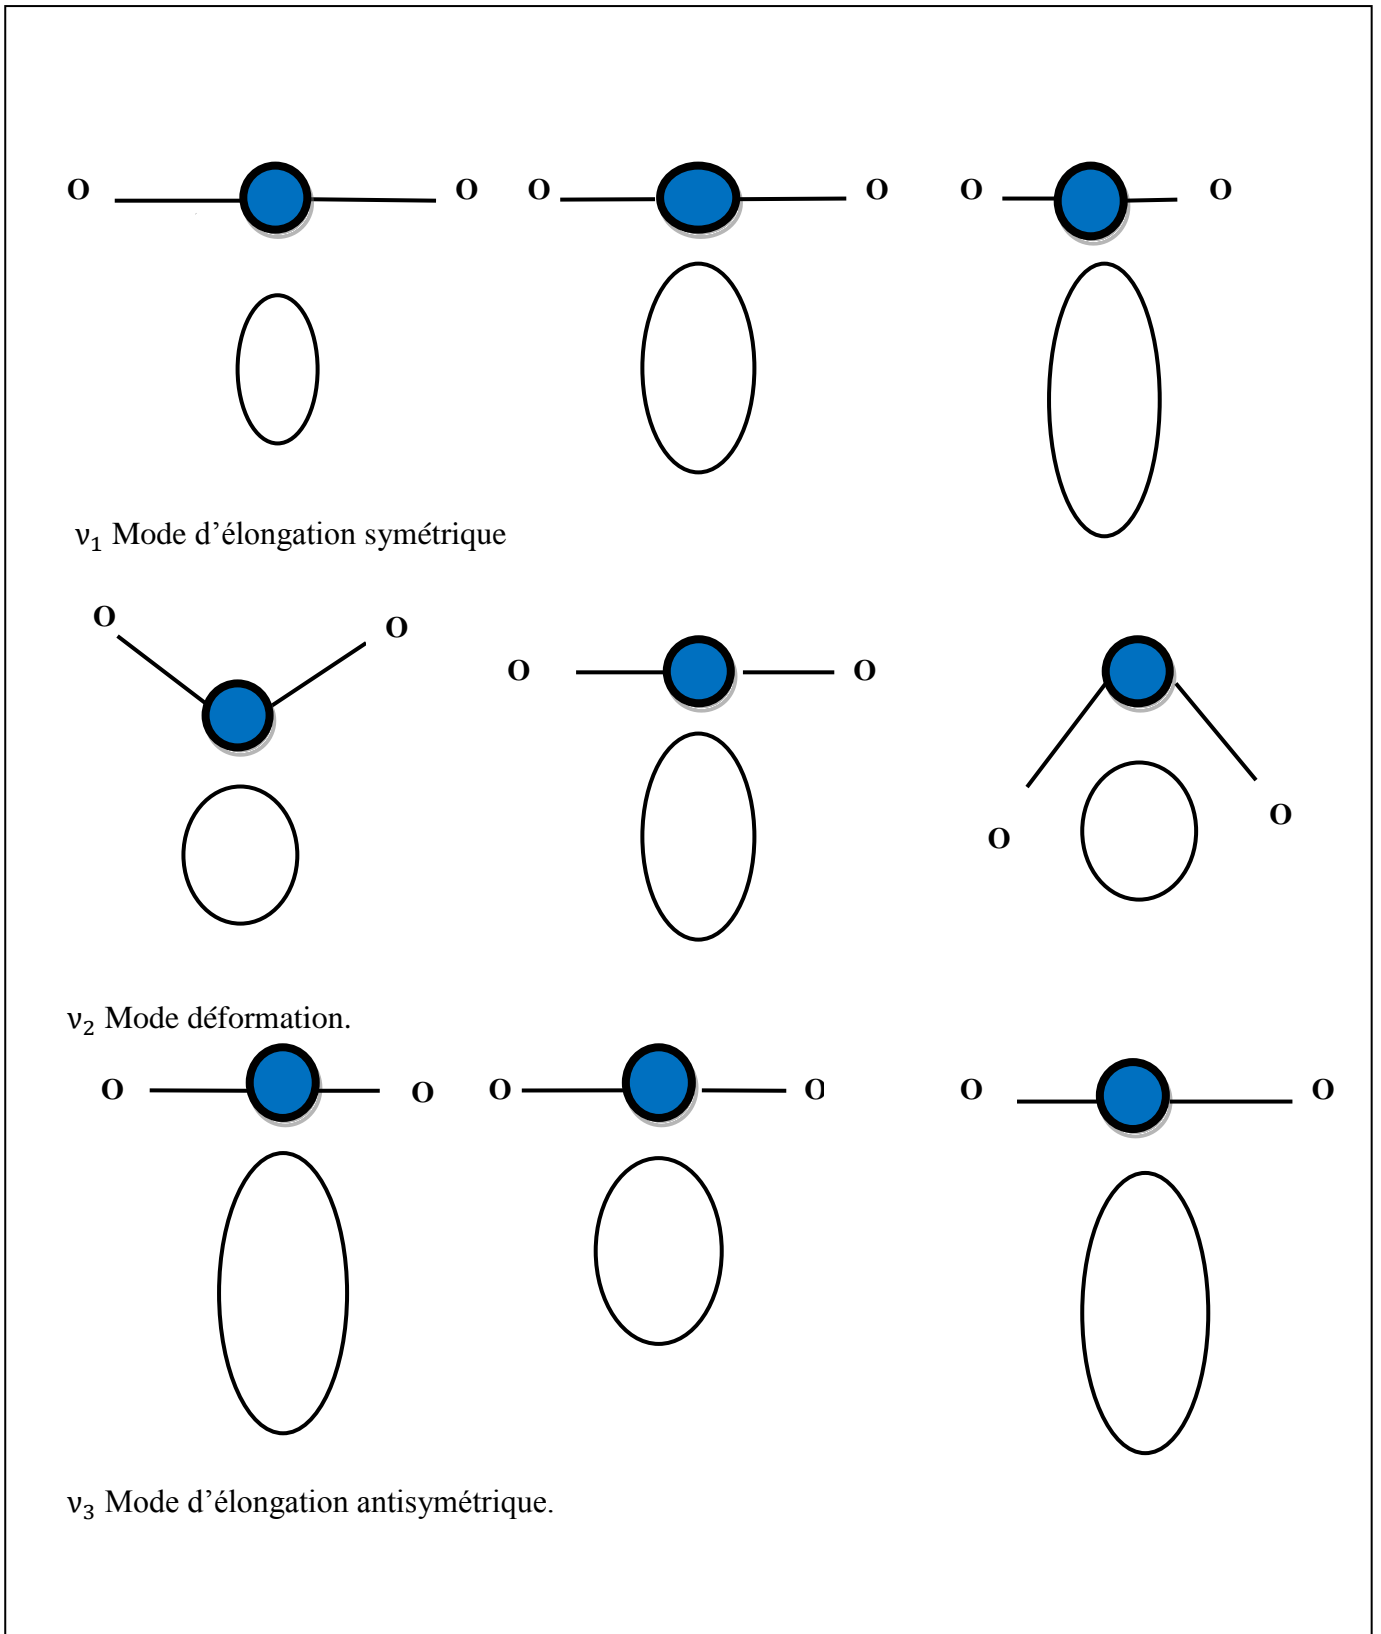 O O O O O O
ν₁ Mode d’élongation symétrique
O O
O O
O O
ν₂ Mode déformation.
O O O O O O
ν₃ Mode d’élongation antisymétrique.